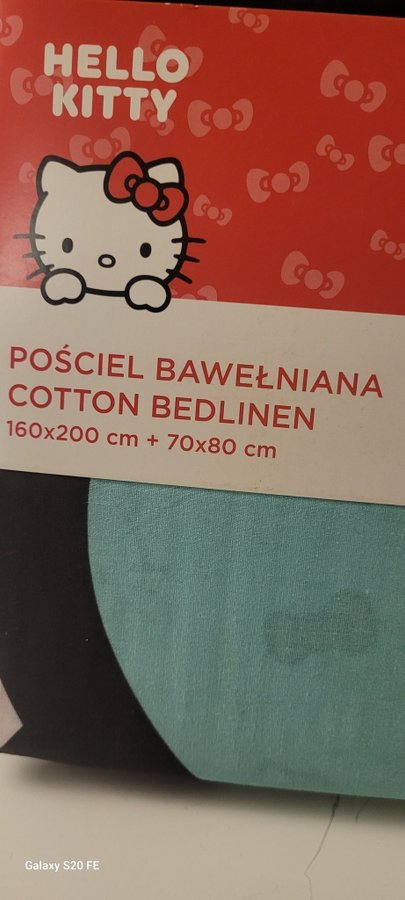 HELLO
KITTY
POŚCIEL BAWEŁNIANA
COTTON BEDLINEN
160x200 cm + 70x80 cm
Galaxy S20 FE